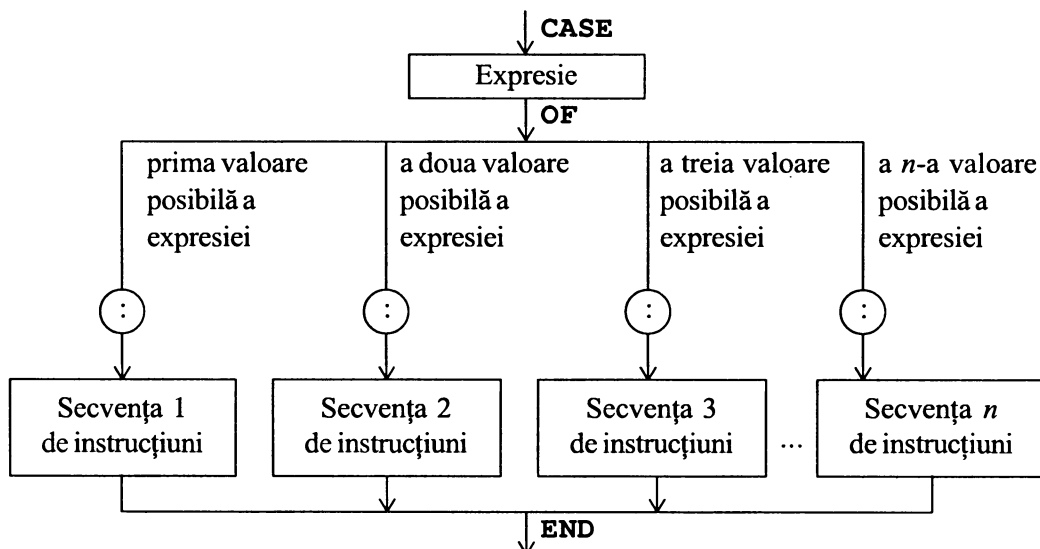 CASE
Expresie
OF
prima valoare
posibilă a
expresiei
a doua valoare
posibilă a
expresiei
a treia valoare
posibilă a
expresiei
a n-a valoare
posibilă a
expresiei
:
:
:
:
Secvența 1
de instrucțiuni
Secvența 2
de instrucțiuni
Secvența 3
de instrucțiuni
...
Secvența n
de instrucțiuni
END